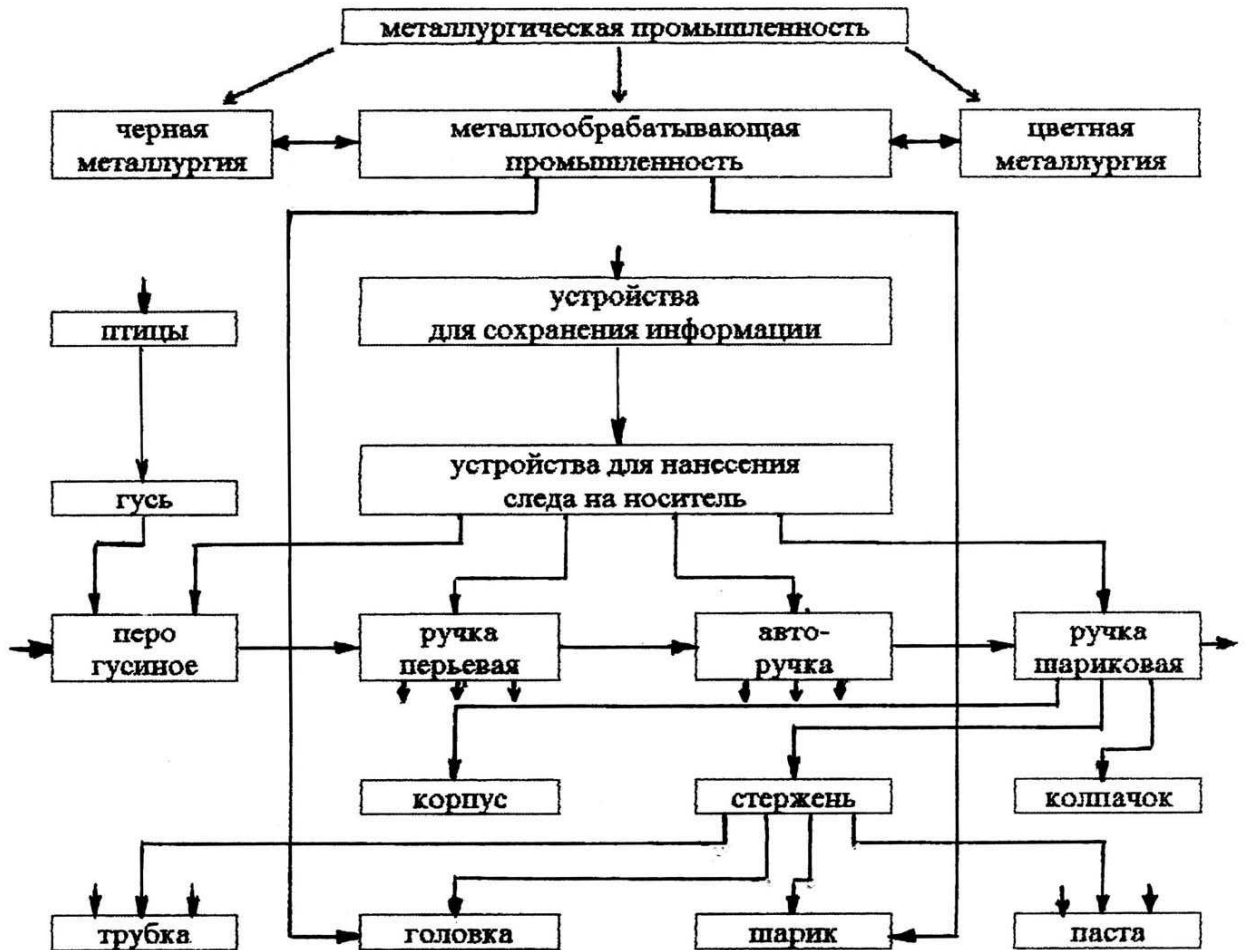 металлургическая промышленность
черная
металлургия
металлообрабатывающая
промышленность
цветная
металлургия
птицы
устройства
для сохранения информации
гусь
устройства для нанесения
следа на носитель
перо
гусиное
ручка
перьевая
авто-
ручка
ручка
шариковая
корпус
стержень
колпачок
трубка
головка
шарик
паста